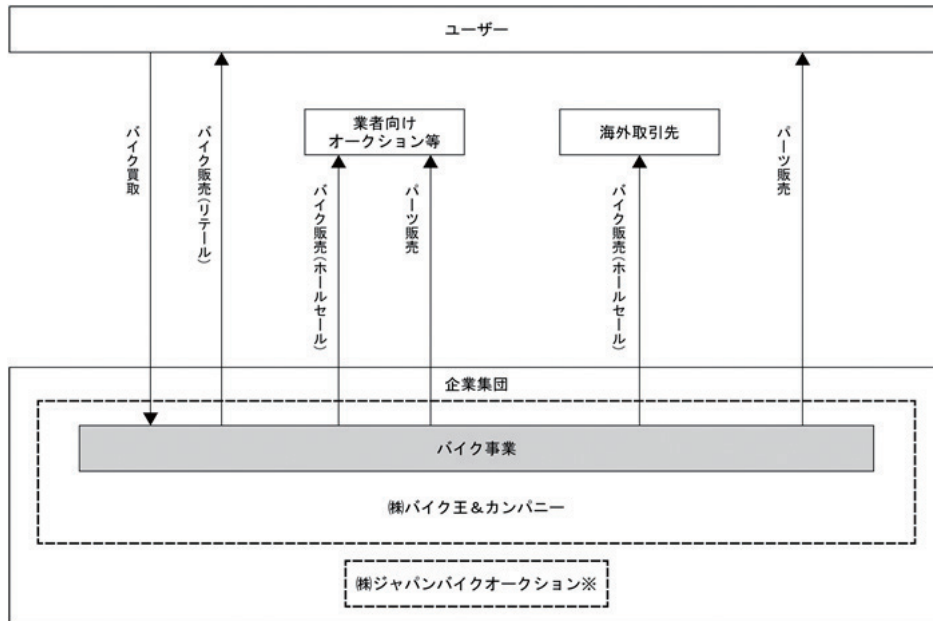 ユーザー
業者向け
オークション等
海外取引先
バイク買取
バイク販売(リテール)
バイク販売(ホールセール)
パーツ販売
バイク販売(ホールセール)
パーツ販売
企業集団
バイク事業
㈱バイク王＆カンパニー
㈱ジャパンバイクオークション※